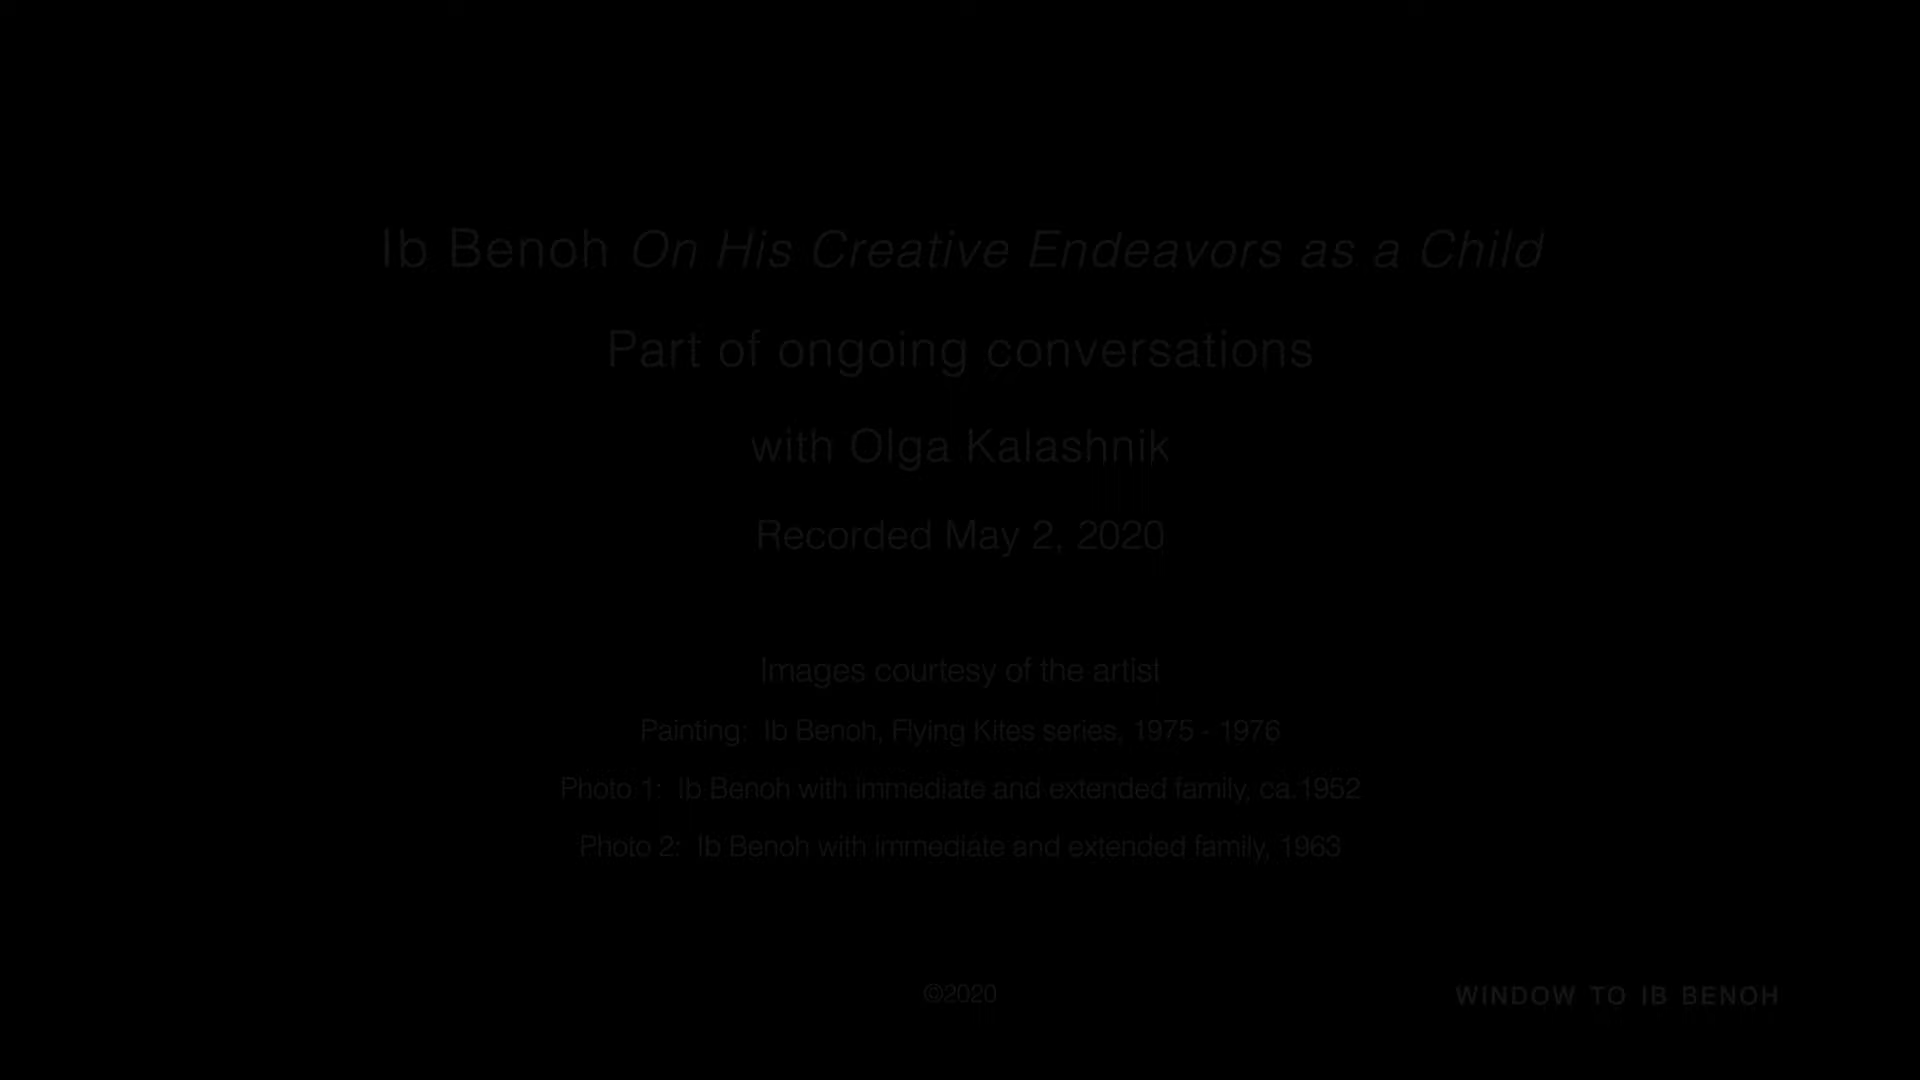 Ib Benoh On His Creative Endeavors as a Child
Part of ongoing conversations
with Olga Kalashnik
Recorded May 2, 2020
Images courtesy of the artist
Painting: Ib Benoh, Flying Kites series, 1975 - 1976
Photo 1: Ib Benoh with immediate and extended family, ca.1952
Photo 2: Ib Benoh with immediate and extended family, 1963
©2020
WINDOW TO IB BENOH